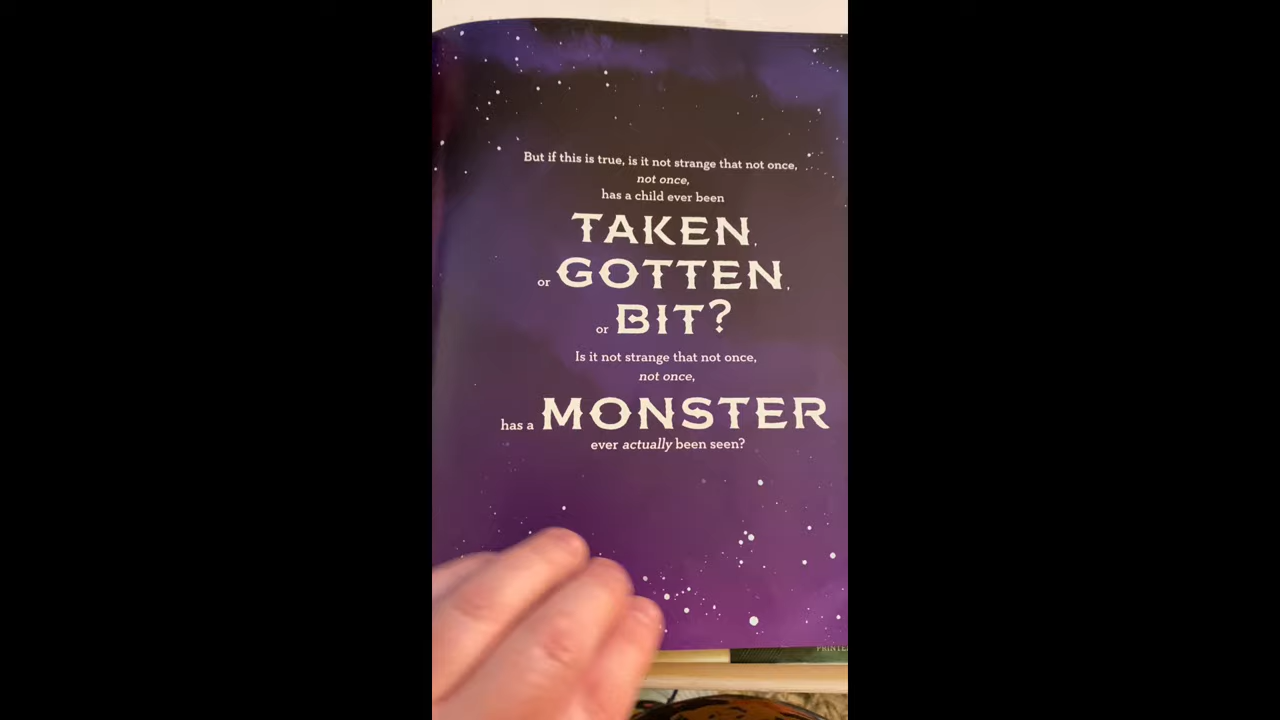 But if this is true, is it not strange that not once,
not once,
has a child ever been
TAKEN,
or GOTTEN,
or BIT?
Is it not strange that not once,
not once,
has a MONSTER
ever actually been seen?